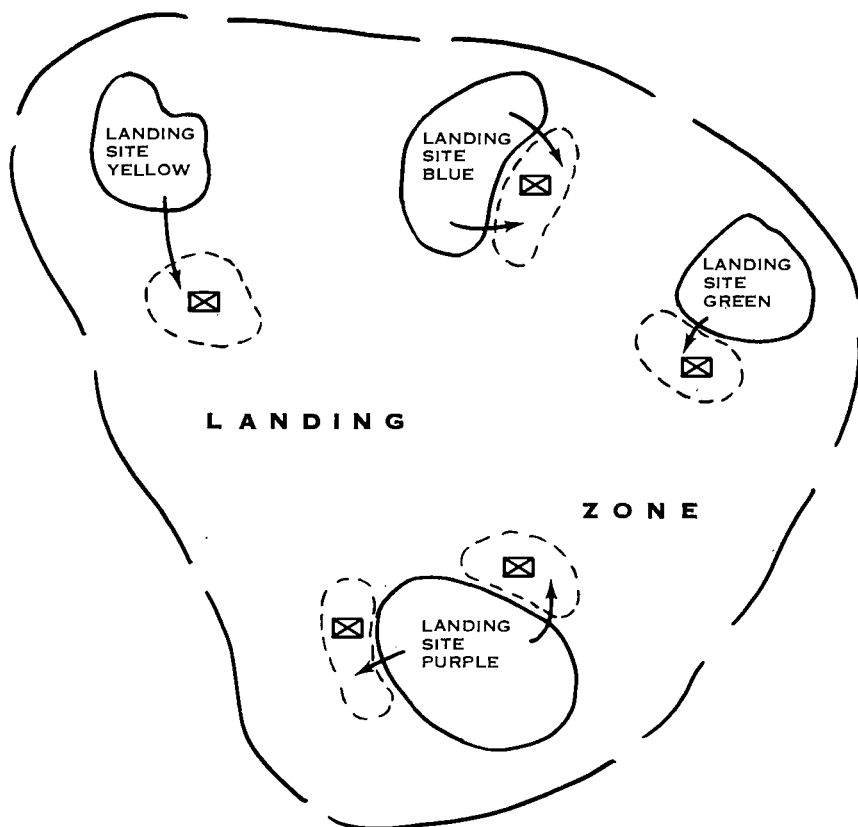 LANDING
SITE
YELLOW
LANDING
SITE
BLUE
LANDING
SITE
GREEN
LANDING
ZONE
LANDING
SITE
PURPLE